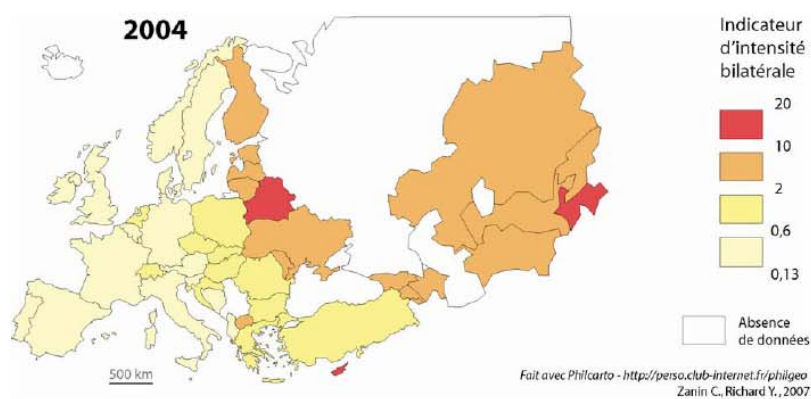 2004
Indicateur
d'intensité
bilatérale
20
10
2
0,6
0,13
Absence
de données
500 km
Fait avec Philcarto - http://perso.club-internet.fr/philgeo
Zanin C., Richard Y., 2007